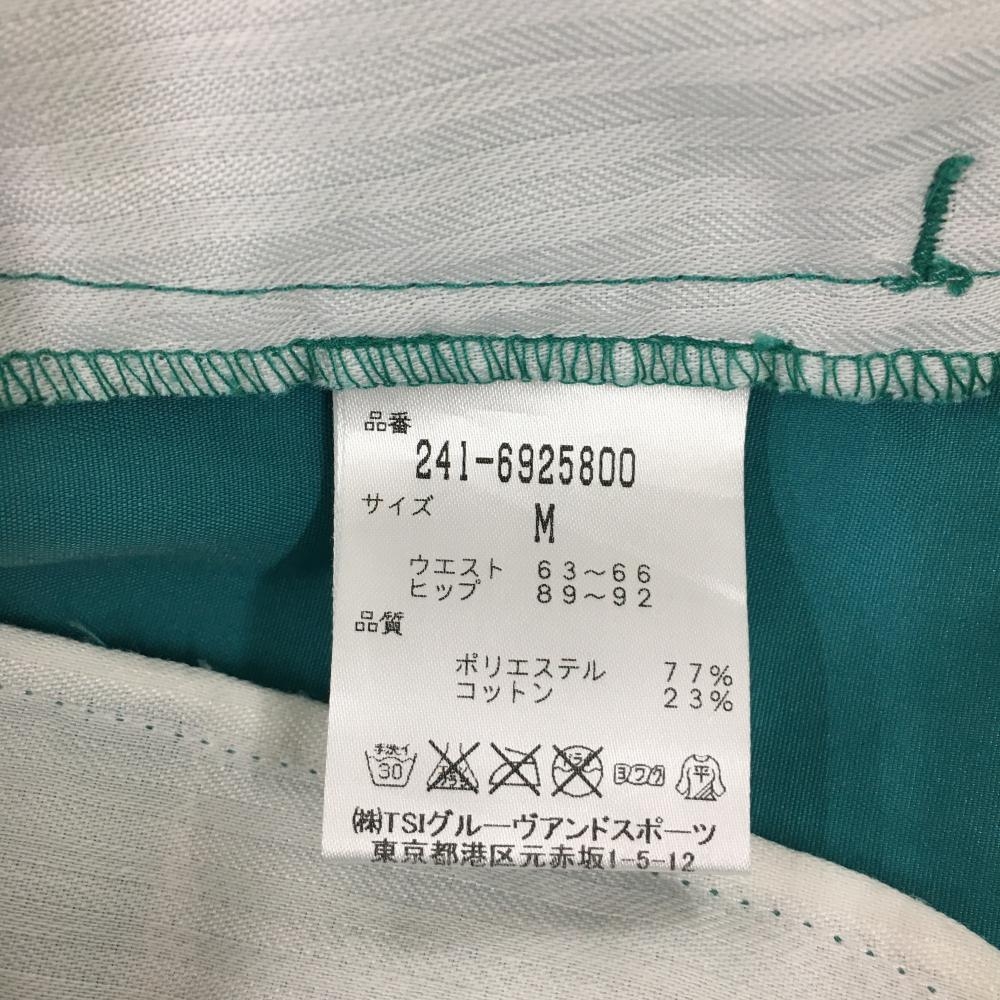 品番
241-6925800
サイズ
M
ウエスト 63~66
ヒップ 89~92
品質
ポリエステル 77%
コットン 23%
手洗イ 30 ヨワク 平
㈱TSIグルーヴアンドスポーツ
東京都港区元赤坂1-5-12